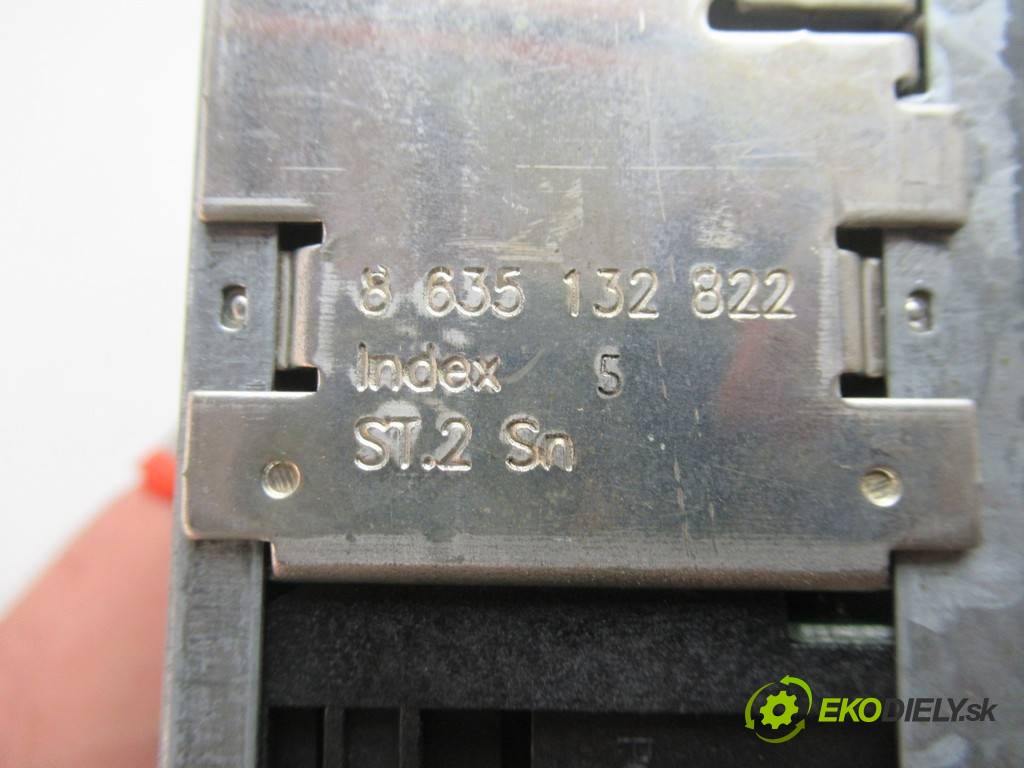 8 635 132 822
Index 5
ST.2 Sn
EKODIELY.sk